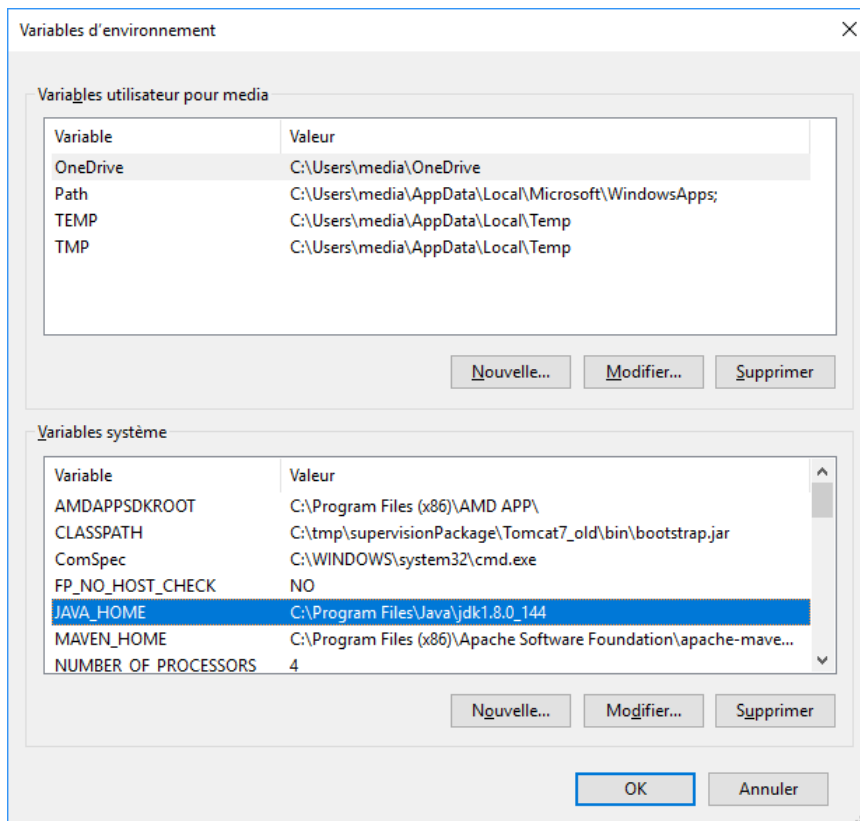 Variables d'environnement
Variables utilisateur pour media
Variable Valeur
OneDrive C:\Users\media\OneDrive
Path C:\Users\media\AppData\Local\Microsoft\WindowsApps;
TEMP C:\Users\media\AppData\Local\Temp
TMP C:\Users\media\AppData\Local\Temp
Nouvelle... Modifier... Supprimer
Variables système
Variable Valeur
AMDAPPSDKROOT C:\Program Files (x86)\AMD APP\
CLASSPATH C:\tmp\supervisionPackage\Tomcat7_old\bin\bootstrap.jar
ComSpec C:\WINDOWS\system32\cmd.exe
FP_NO_HOST_CHECK NO
JAVA_HOME C:\Program Files\Java\jdk1.8.0_144
MAVEN_HOME C:\Program Files (x86)\Apache Software Foundation\apache-mave...
NUMBER_OF_PROCESSORS 4
Nouvelle... Modifier... Supprimer
OK Annuler